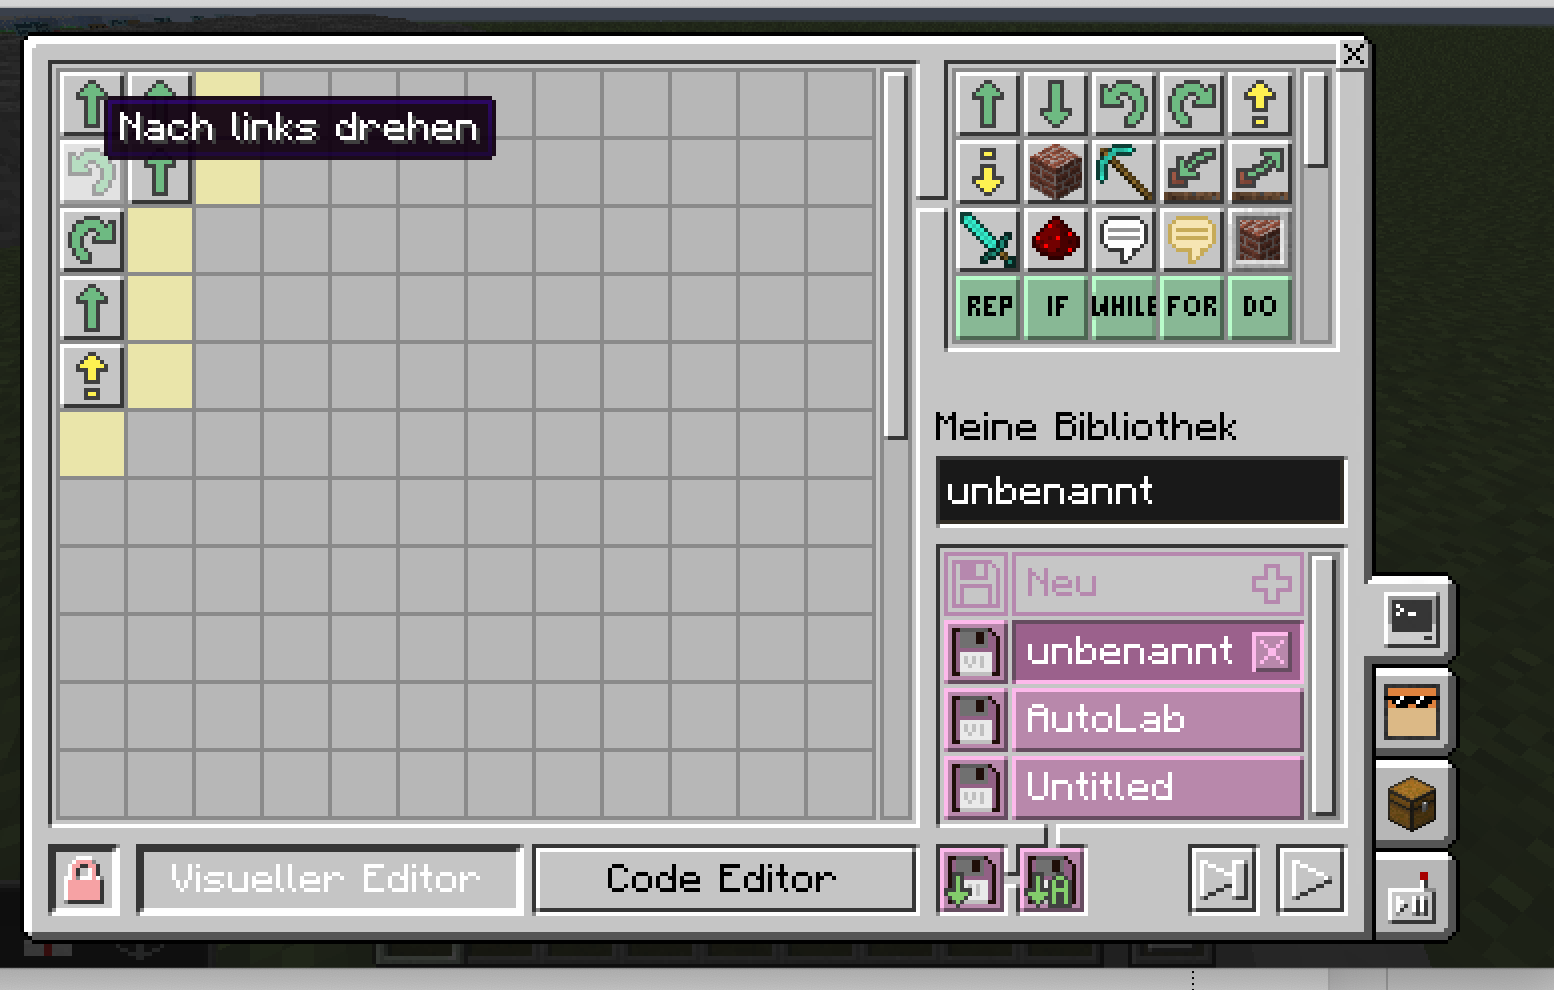 Nach links drehen
REP IF WHILE FOR DO
Meine Bibliothek
unbenannt
Neu
unbenannt
AutoLab
Untitled
Visueller Editor
Code Editor